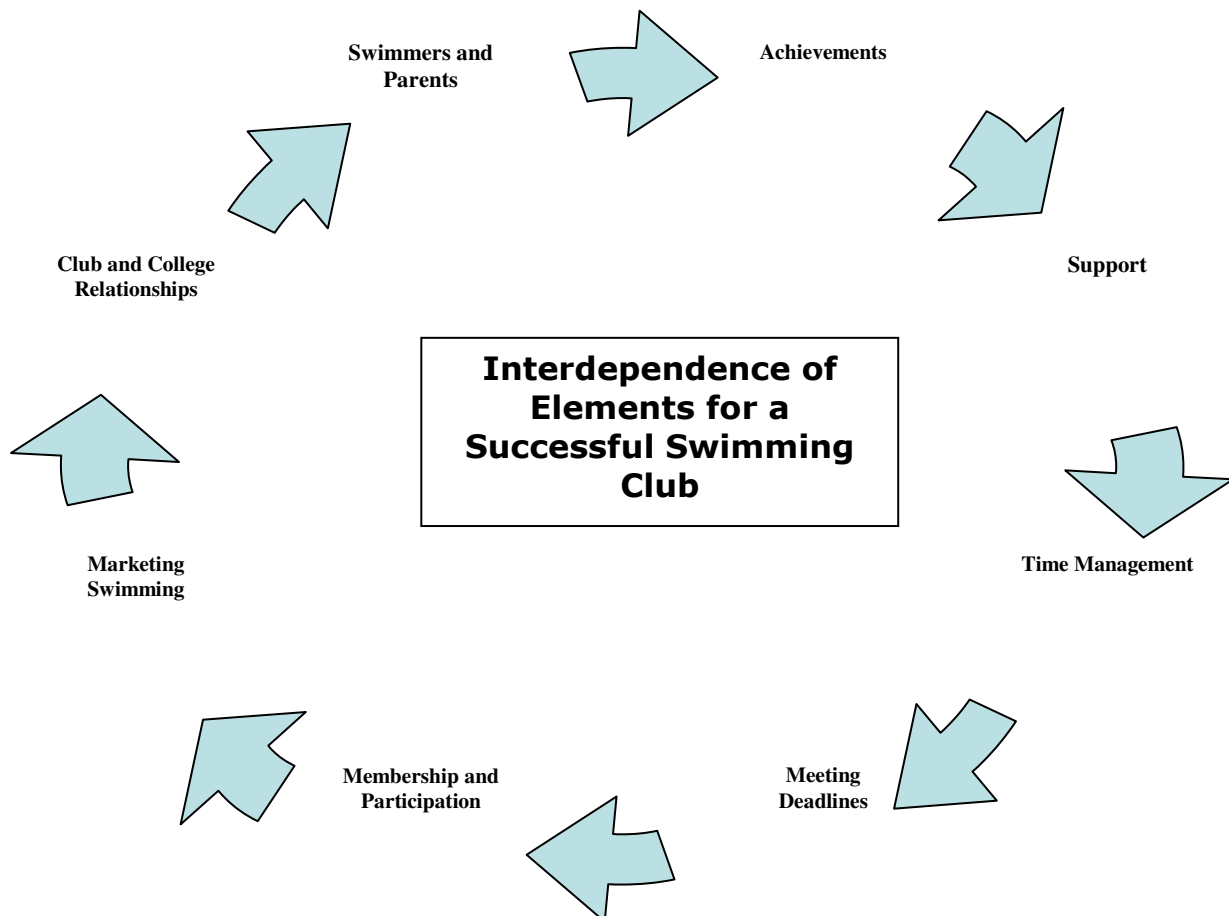 Swimmers and
Parents
Achievements
Support
Time Management
Meeting
Deadlines
Membership and
Participation
Marketing
Swimming
Club and College
Relationships
Interdependence of
Elements for a
Successful Swimming
Club